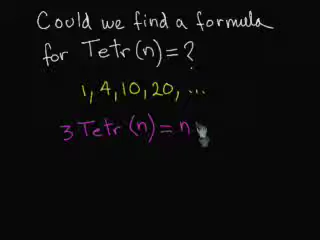 Could we find a formula
for Tetr(n)=?
1, 4, 10, 20, ...
3 Tetr(n) = n